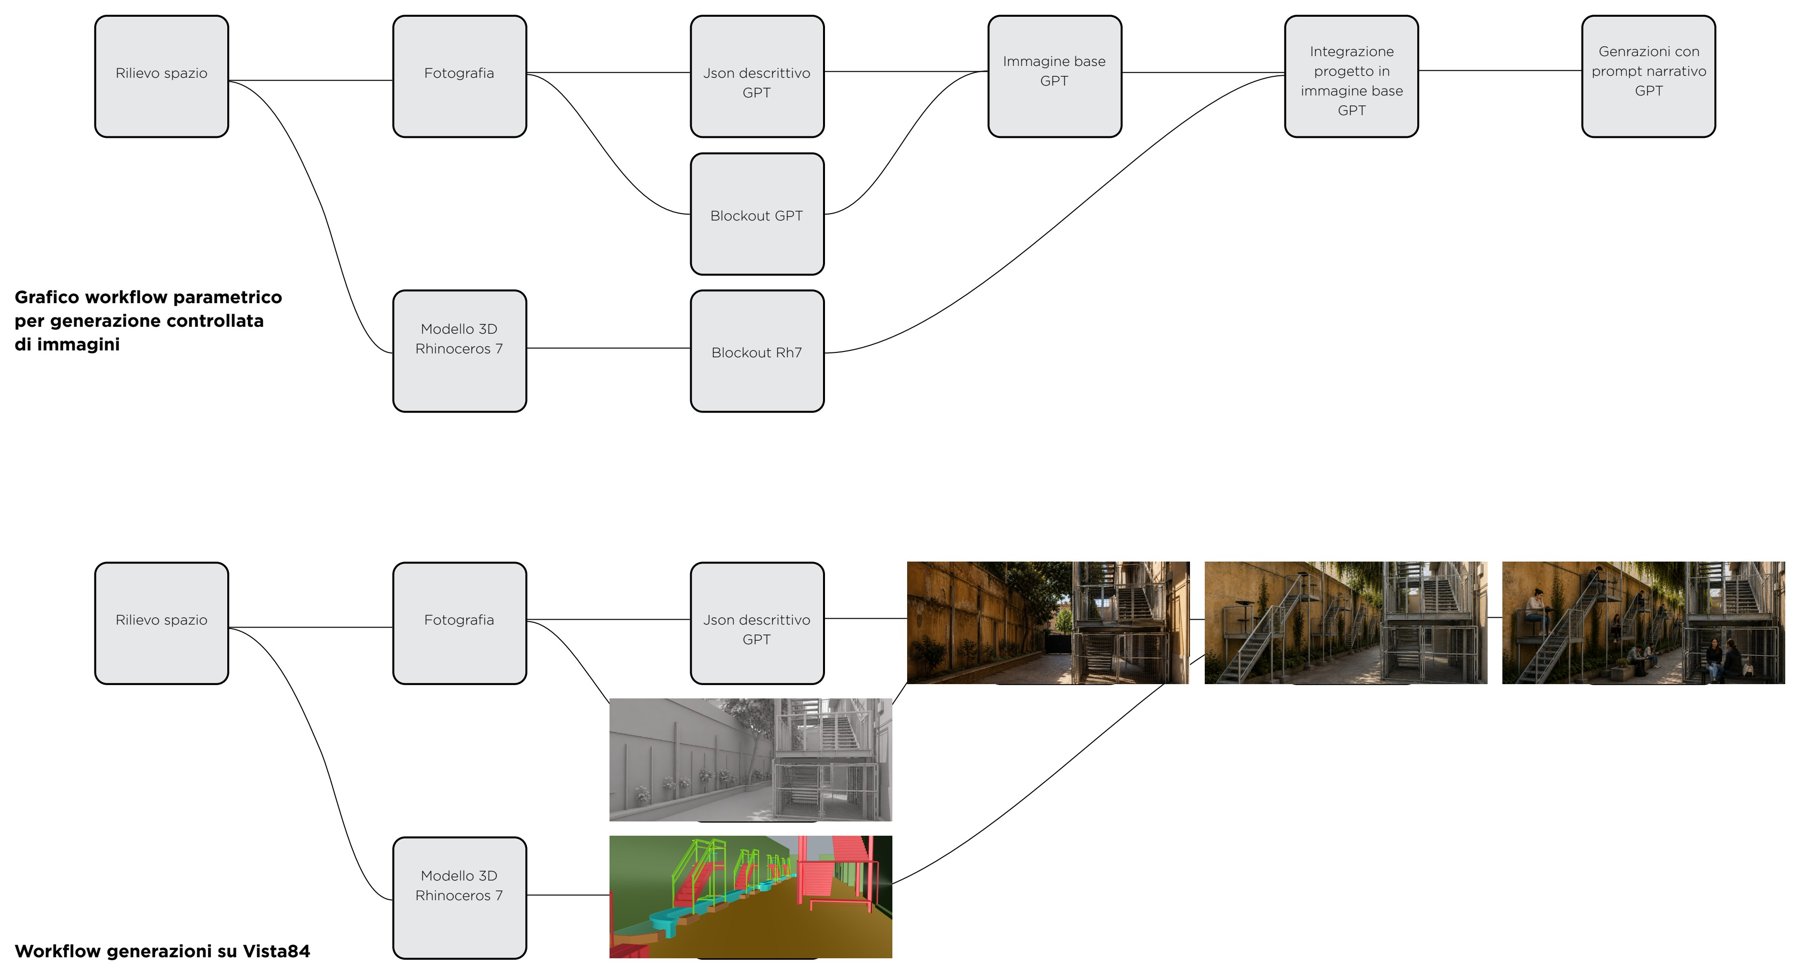 Rilievo spazio
Fotografia
Json descrittivo
GPT
Immagine base
GPT
Integrazione
progetto in
immagine base
GPT
Genrazioni con
prompt narrativo
GPT
Blockout GPT
Grafico workflow parametrico
per generazione controllata
di immagini
Modello 3D
Rhinoceros 7
Blockout Rh7
Rilievo spazio
Fotografia
Json descrittivo
GPT
Modello 3D
Rhinoceros 7
Workflow generazioni su Vista84